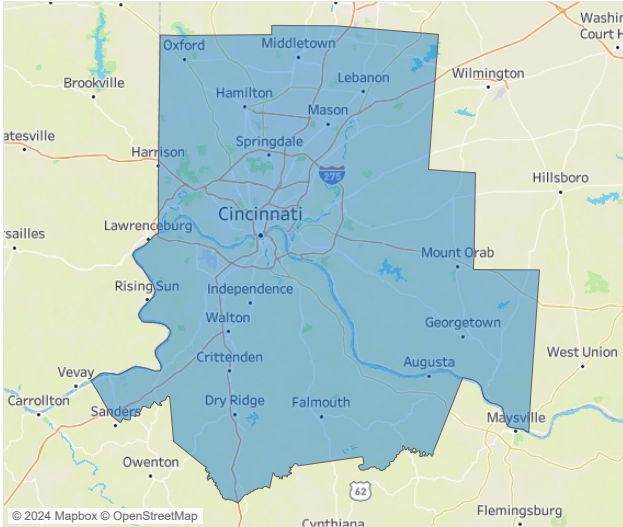 Washin
Court H
Oxford
Middletown
Brookville
Lebanon
Wilmington
Hamilton
Mason
atesville
Springdale
Harrison
275
Hillsboro
Cincinnati
Lawrenceburg
rsailles
Mount Orab
Rising Sun
Independence
Walton
Georgetown
Crittenden
West Union
Vevay
Augusta
Carrollton
Sanders
Dry Ridge
Falmouth
Maysville
Owenton
62
Flemingsburg
Cynthiana
© 2024 Mapbox © OpenStreetMap